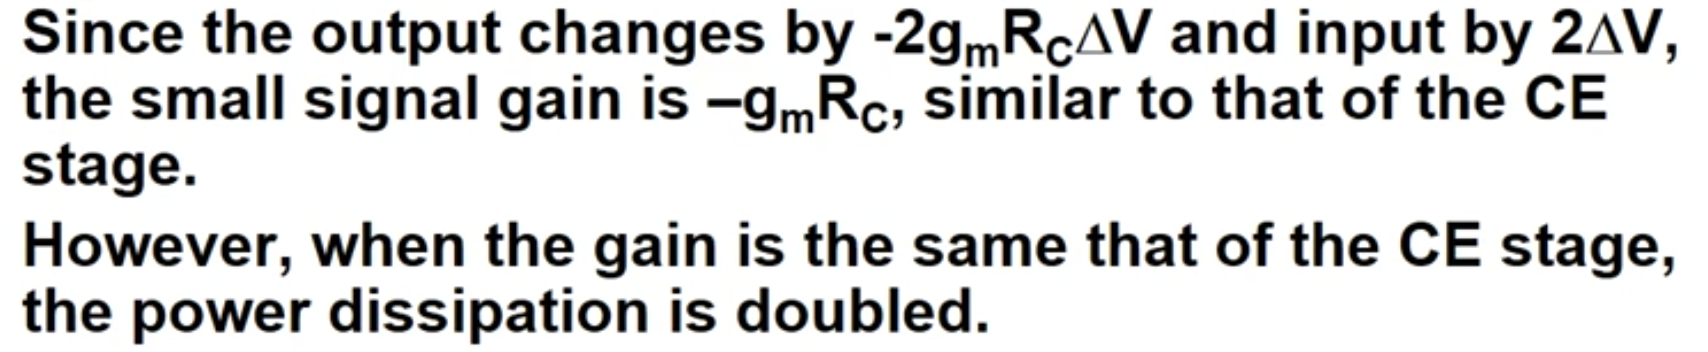 Since the output changes by -2gmRC∆V and input by 2∆V,
the small signal gain is –gmRC, similar to that of the CE
stage.
However, when the gain is the same that of the CE stage,
the power dissipation is doubled.